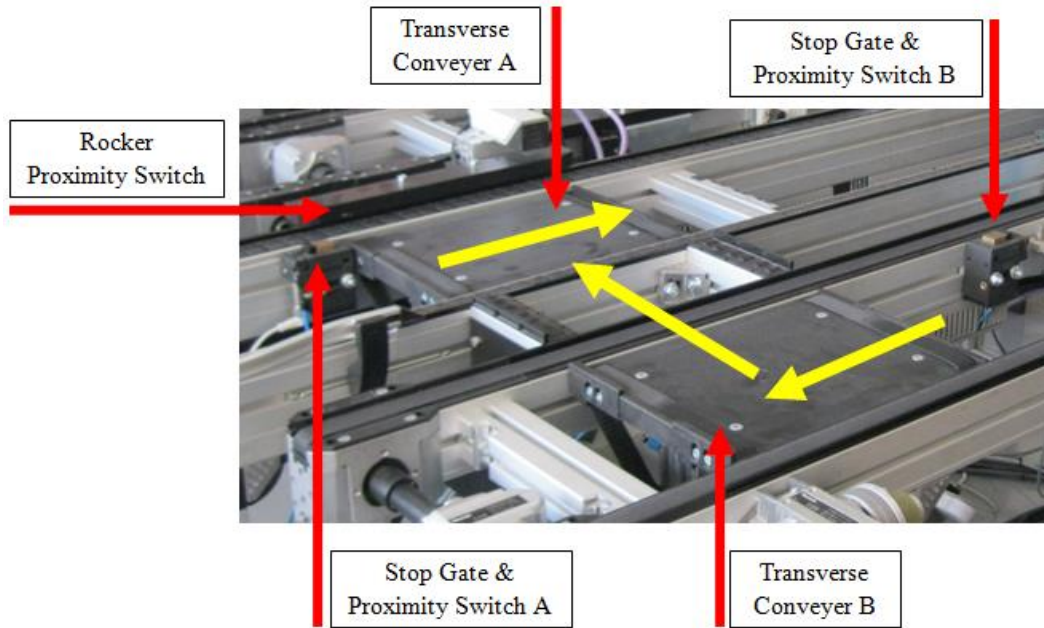 Transverse
Conveyer A
Stop Gate &
Proximity Switch B
Rocker
Proximity Switch
Stop Gate &
Proximity Switch A
Transverse
Conveyer B